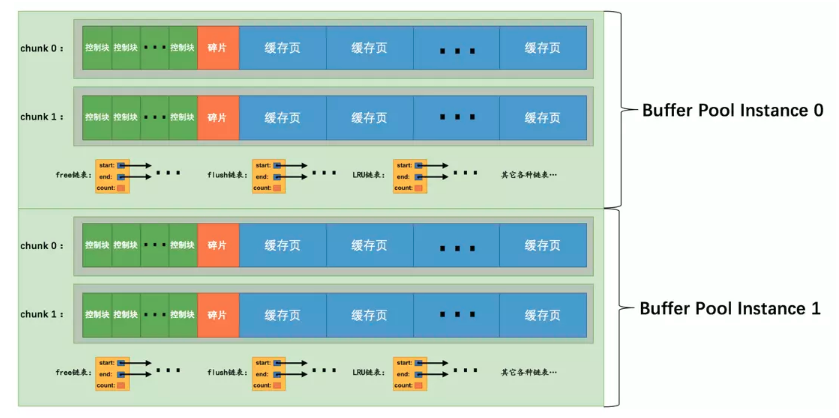 chunk 0 : 控制块 控制块 ··· 控制块 碎片 缓存页 缓存页 ··· 缓存页
chunk 1 : 控制块 控制块 ··· 控制块 碎片 缓存页 缓存页 ··· 缓存页
Buffer Pool Instance 0
free链表: start: end: count: ··· flush链表: start: end: count: ··· LRU链表: start: end: count: ··· 其它各种链表…
chunk 0 : 控制块 控制块 ··· 控制块 碎片 缓存页 缓存页 ··· 缓存页
chunk 1 : 控制块 控制块 ··· 控制块 碎片 缓存页 缓存页 ··· 缓存页
Buffer Pool Instance 1
free链表: start: end: count: ··· flush链表: start: end: count: ··· LRU链表: start: end: count: ··· 其它各种链表…